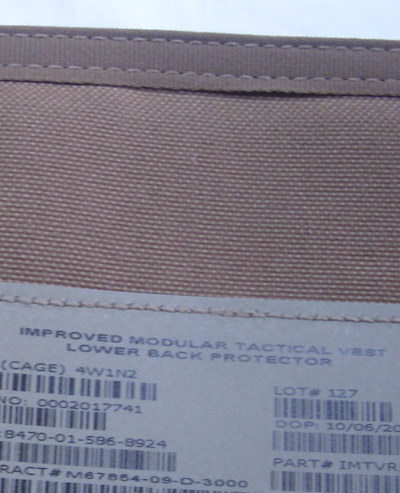 IMPROVED MODULAR TACTICAL VEST
LOWER BACK PROTECTOR
(CAGE) 4W1N2
LOT# 127
NO: 0002017741
DOP: 10/06/20
:8470-01-586-8924
PART# IMTVR
RACT# M67854-09-D-3000